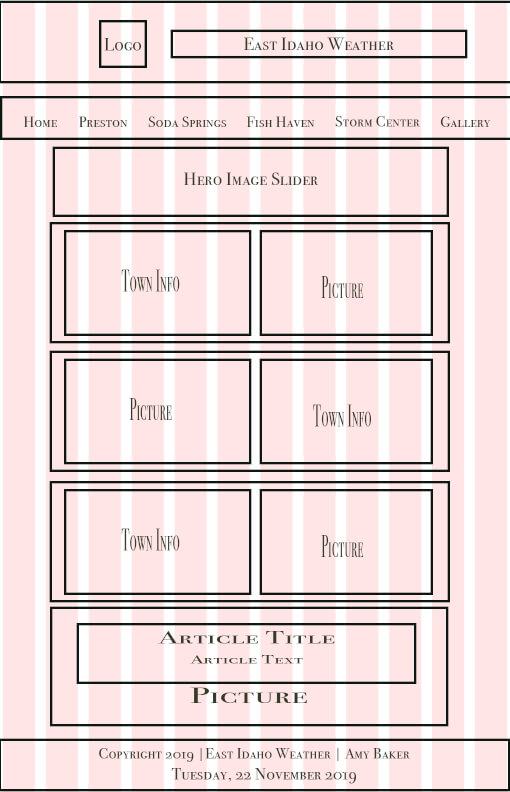 Logo
East Idaho Weather
Home Preston Soda Springs Fish Haven Storm Center Gallery
Hero Image Slider
Town Info
Picture
Picture
Town Info
Town Info
Picture
Article Title
Article Text
Picture
Copyright 2019 | East Idaho Weather | Amy Baker
Tuesday, 22 November 2019